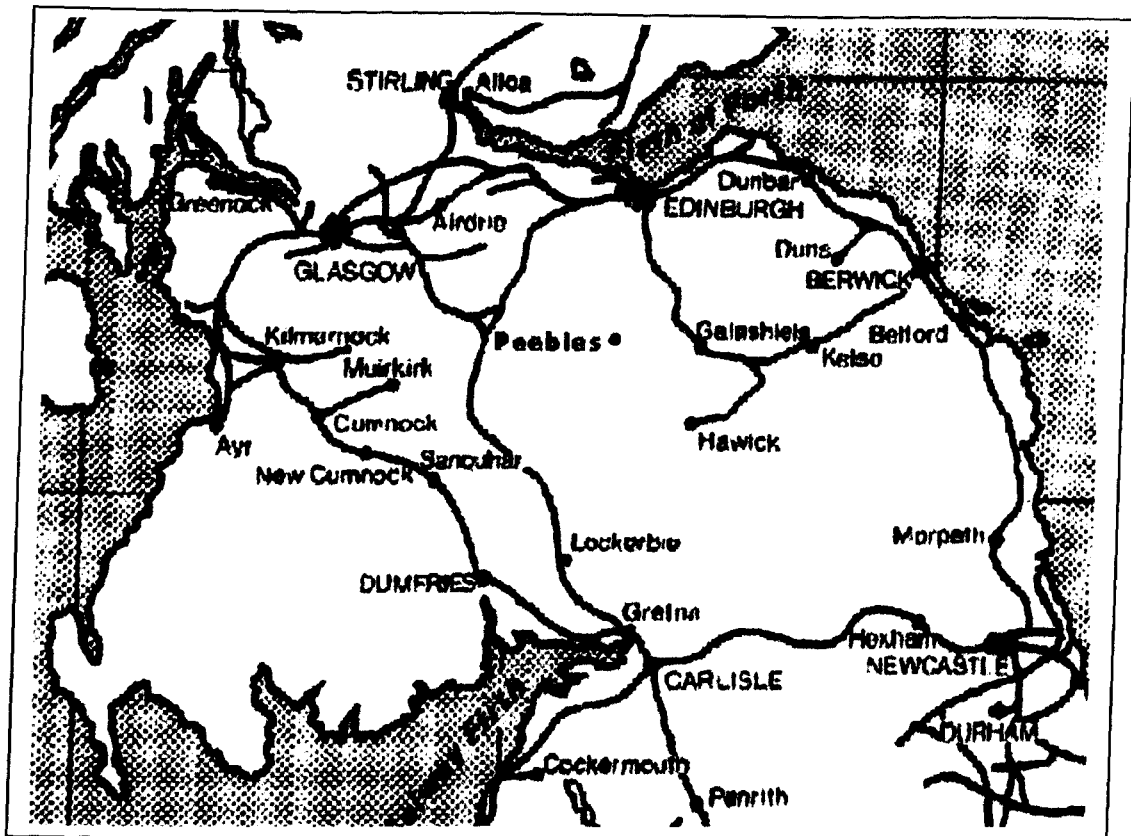 STIRLING Alloa
Greenock
Airdrie
Dunbar
EDINBURGH
Duns
GLASGOW
BERWICK
Kilmarnock
Galashiels
Belford
Peebles
Kelso
Muirkirk
Cumnock
Hawick
Ayr
Sanquhar
New Cumnock
Morpeth
Lockerbie
DUMFRIES
Gretna
Hexham
NEWCASTLE
CARLISLE
DURHAM
Cockermouth
Penrith